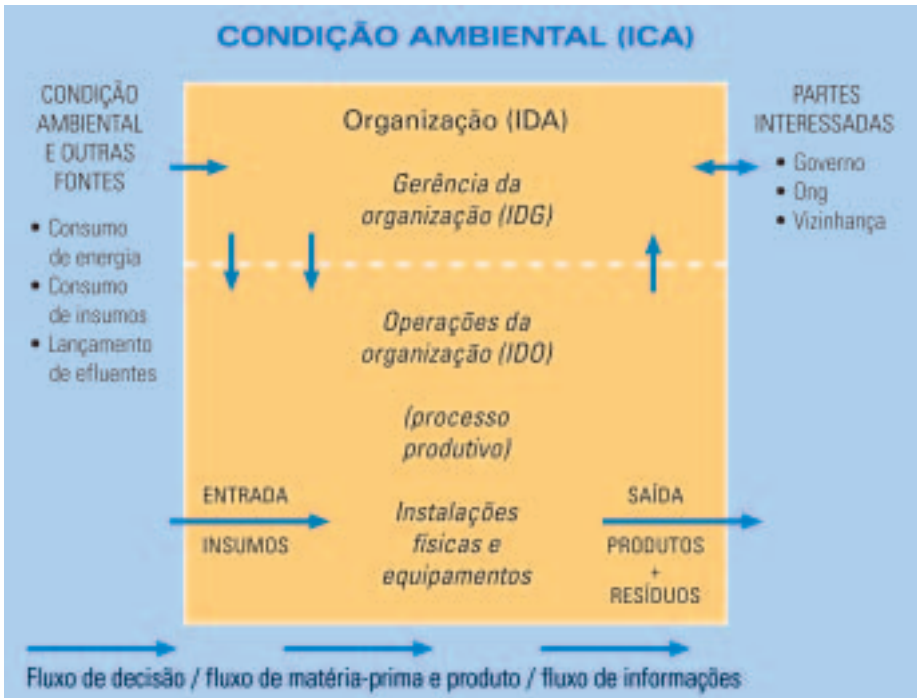 CONDIÇÃO AMBIENTAL (ICA)
CONDIÇÃO
AMBIENTAL
E OUTRAS
FONTES
• Consumo
de energia
• Consumo
de insumos
• Lançamento
de efluentes
Organização (IDA)
Gerência da
organização (IDG)
Operações da
organização (IDO)
(processo
produtivo)
Instalações
físicas e
equipamentos
ENTRADA
INSUMOS
SAÍDA
PRODUTOS
+
RESÍDUOS
PARTES
INTERESSADAS
• Governo
• Ong
• Vizinhança
Fluxo de decisão / fluxo de matéria-prima e produto / fluxo de informações